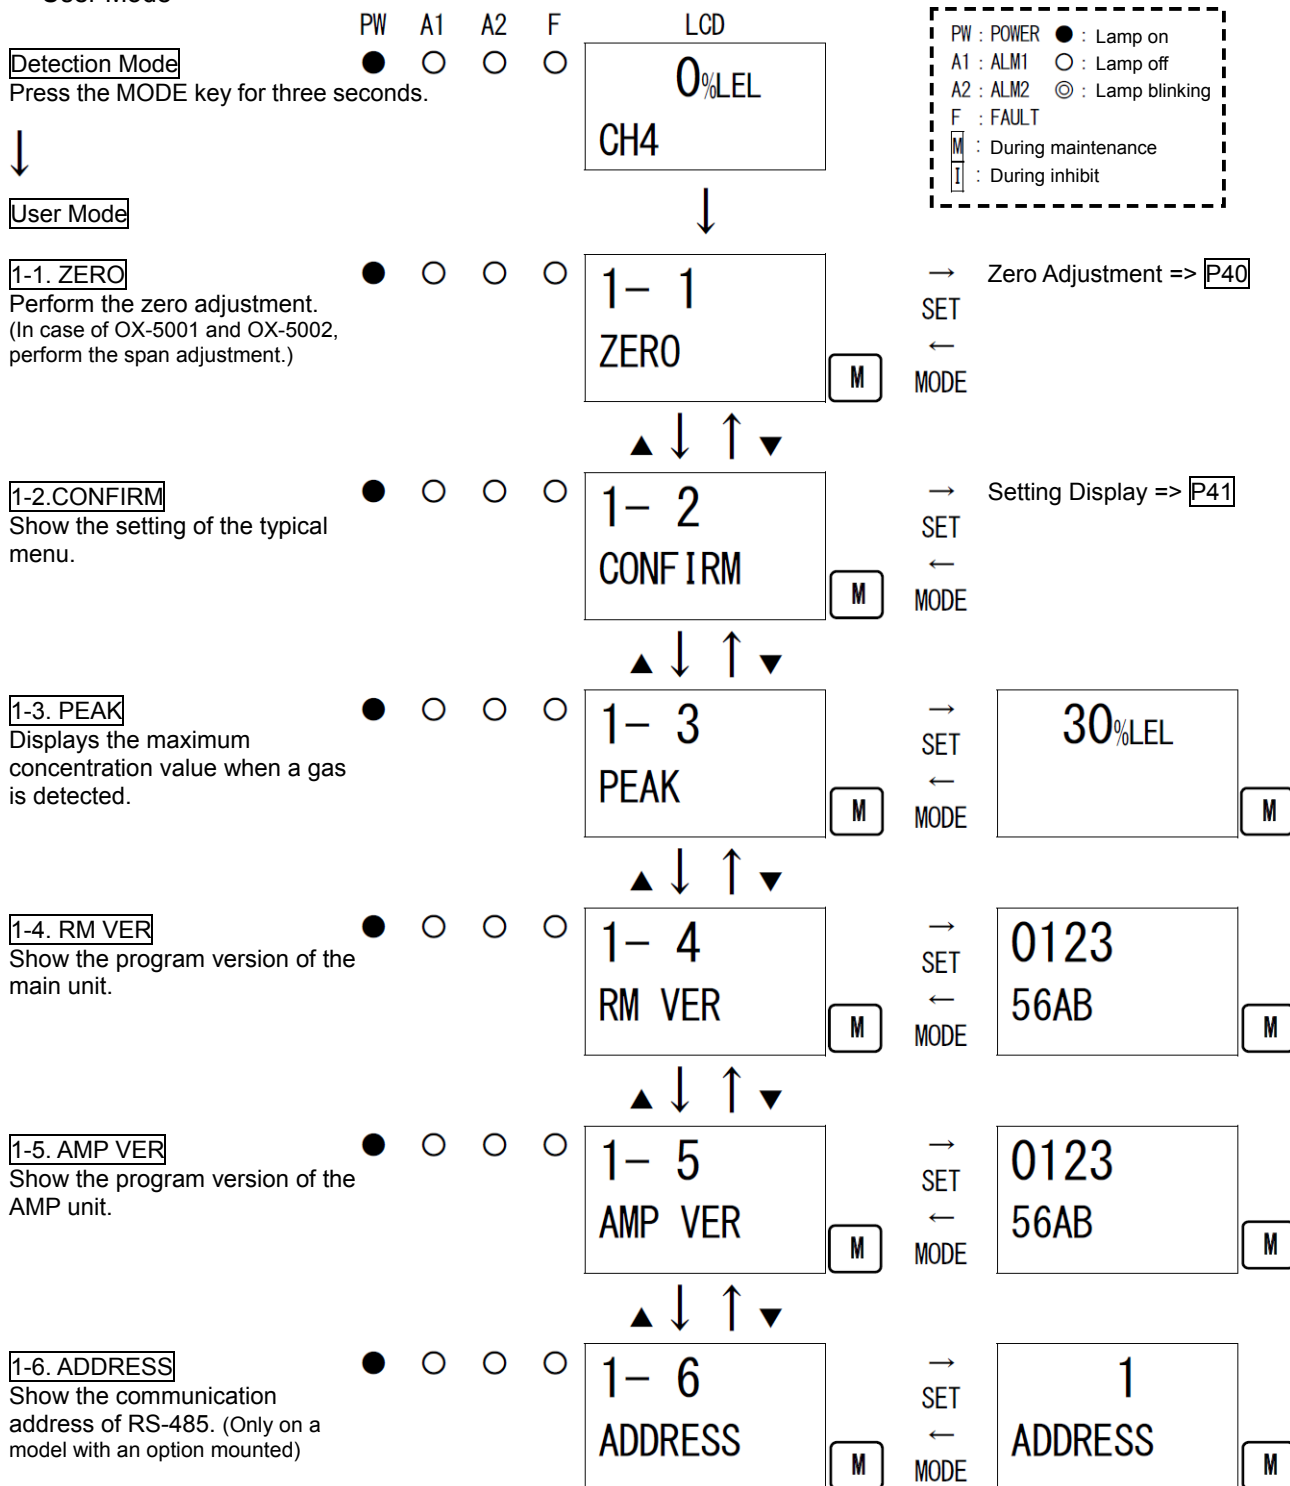 User Mode
PW A1 A2 F LCD
Detection Mode ● ○ ○ ○ 0%LEL
Press the MODE key for three seconds.
CH4
PW : POWER ● : Lamp on
A1 : ALM1 ○ : Lamp off
A2 : ALM2 ◎ : Lamp blinking
F : FAULT
M : During maintenance
I : During inhibit
↓
User Mode
↓
1-1. ZERO ● ○ ○ ○
Perform the zero adjustment.
(In case of OX-5001 and OX-5002,
perform the span adjustment.)
1- 1
ZERO
M
→
SET
←
MODE
Zero Adjustment => P40
▲ ↓ ↑ ▼
1-2.CONFIRM ● ○ ○ ○
Show the setting of the typical
menu.
1- 2
CONFIRM
M
→
SET
←
MODE
Setting Display => P41
▲ ↓ ↑ ▼
1-3. PEAK ● ○ ○ ○
Displays the maximum
concentration value when a gas
is detected.
1- 3
PEAK
M
→
SET
←
MODE
30%LEL
M
▲ ↓ ↑ ▼
1-4. RM VER ● ○ ○ ○
Show the program version of the
main unit.
1- 4
RM VER
M
→
SET
←
MODE
0123
56AB
M
▲ ↓ ↑ ▼
1-5. AMP VER ● ○ ○ ○
Show the program version of the
AMP unit.
1- 5
AMP VER
M
→
SET
←
MODE
0123
56AB
M
▲ ↓ ↑ ▼
1-6. ADDRESS ● ○ ○ ○
Show the communication
address of RS-485. (Only on a
model with an option mounted)
1- 6
ADDRESS
M
→
SET
←
MODE
1
ADDRESS
M